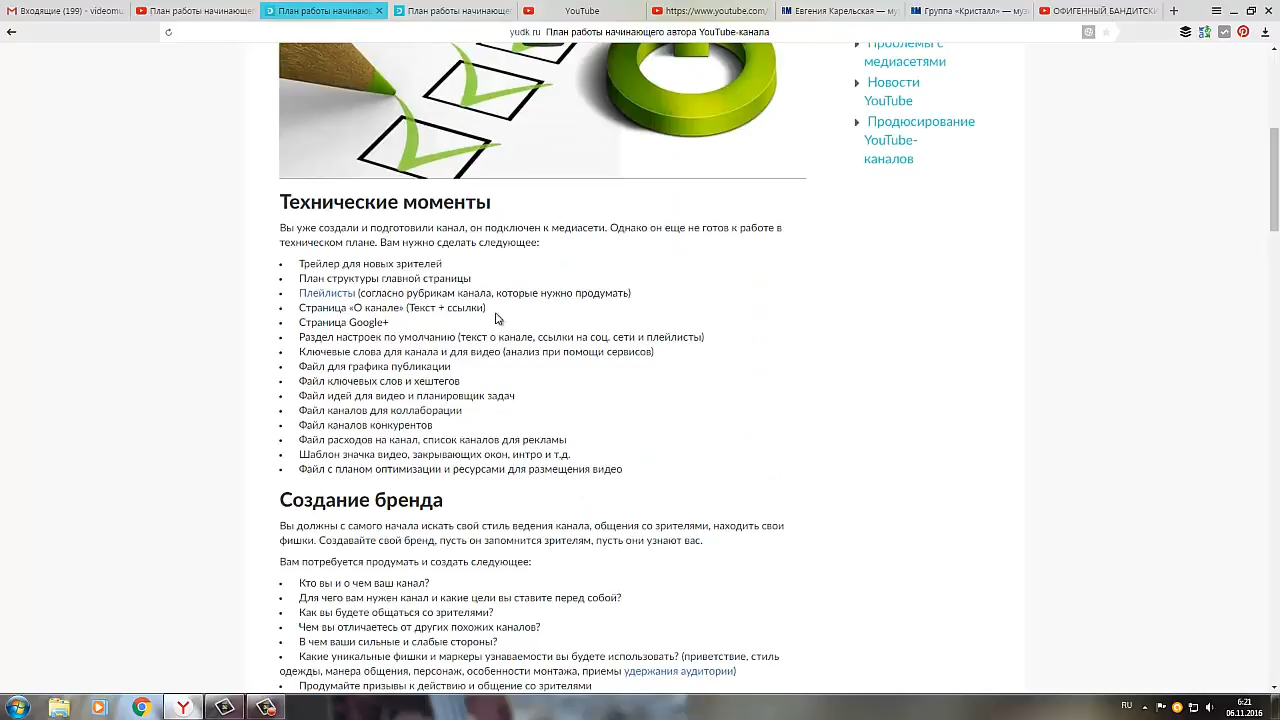 Входящие (199) - videomu
План работы начинающе
План работы начинаю
План работы начинающе
YouTube
https://www.youtube.com/
Евгения Карельская — му
Группа «Кристалл» — муз
ОФИГЕННЫЙ БАНДИТСК
yudk.ru План работы начинающего автора YouTube-канала
Проблемы с
медиасетями
Новости
YouTube
Продюсирование
YouTube-
каналов
Технические моменты
Вы уже создали и подготовили канал, он подключен к медиасети. Однако он еще не готов к работе в
техническом плане. Вам нужно сделать следующее:
• Трейлер для новых зрителей
• План структуры главной страницы
• Плейлисты (согласно рубрикам канала, которые нужно продумать)
• Страница «О канале» (Текст + ссылки)
• Страница Google+
• Раздел настроек по умолчанию (текст о канале, ссылки на соц. сети и плейлисты)
• Ключевые слова для канала и для видео (анализ при помощи сервисов)
• Файл для графика публикации
• Файл ключевых слов и хештегов
• Файл идей для видео и планировщик задач
• Файл каналов для коллаборации
• Файл каналов конкурентов
• Файл расходов на канал, список каналов для рекламы
• Шаблон значка видео, закрывающих окон, интро и т.д.
• Файл с планом оптимизации и ресурсами для размещения видео
Создание бренда
Вы должны с самого начала искать свой стиль ведения канала, общения со зрителями, находить свои
фишки. Создавайте свой бренд, пусть он запомнится зрителям, пусть они узнают вас.
Вам потребуется продумать и создать следующее:
• Кто вы и о чем ваш канал?
• Для чего вам нужен канал и какие цели вы ставите перед собой?
• Как вы будете общаться со зрителями?
• Чем вы отличаетесь от других похожих каналов?
• В чем ваши сильные и слабые стороны?
• Какие уникальные фишки и маркеры узнаваемости вы будете использовать? (приветствие, стиль
одежды, манера общения, персонаж, особенности монтажа, приемы удержания аудитории)
• Продумайте призывы к действию и общение со зрителями
RU
6:21
06.11.2016